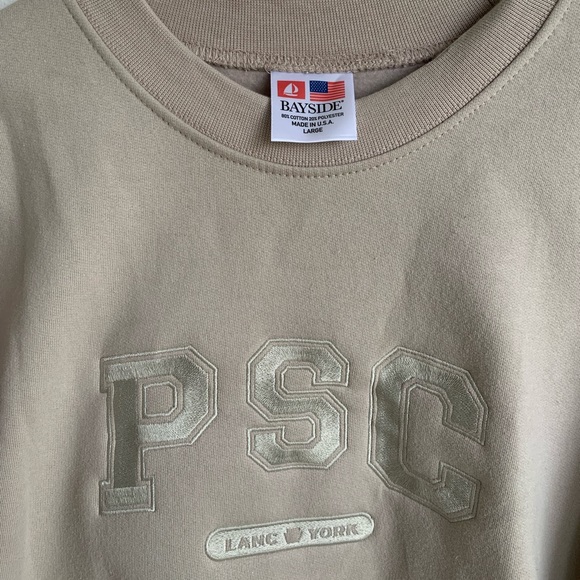 BAYSIDE
80% COTTON 20% POLYESTER
MADE IN U.S.A.
LARGE
PSC
LANC YORK